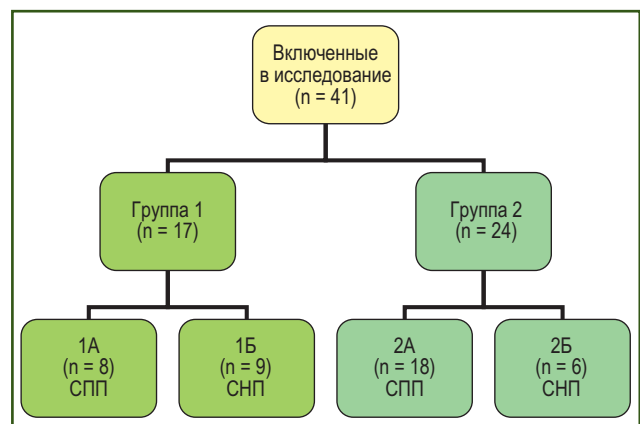 Включенные
в исследование
(n = 41)
Группа 1
(n = 17)
Группа 2
(n = 24)
1А
(n = 8)
СПП
1Б
(n = 9)
СНП
2А
(n = 18)
СПП
2Б
(n = 6)
СНП